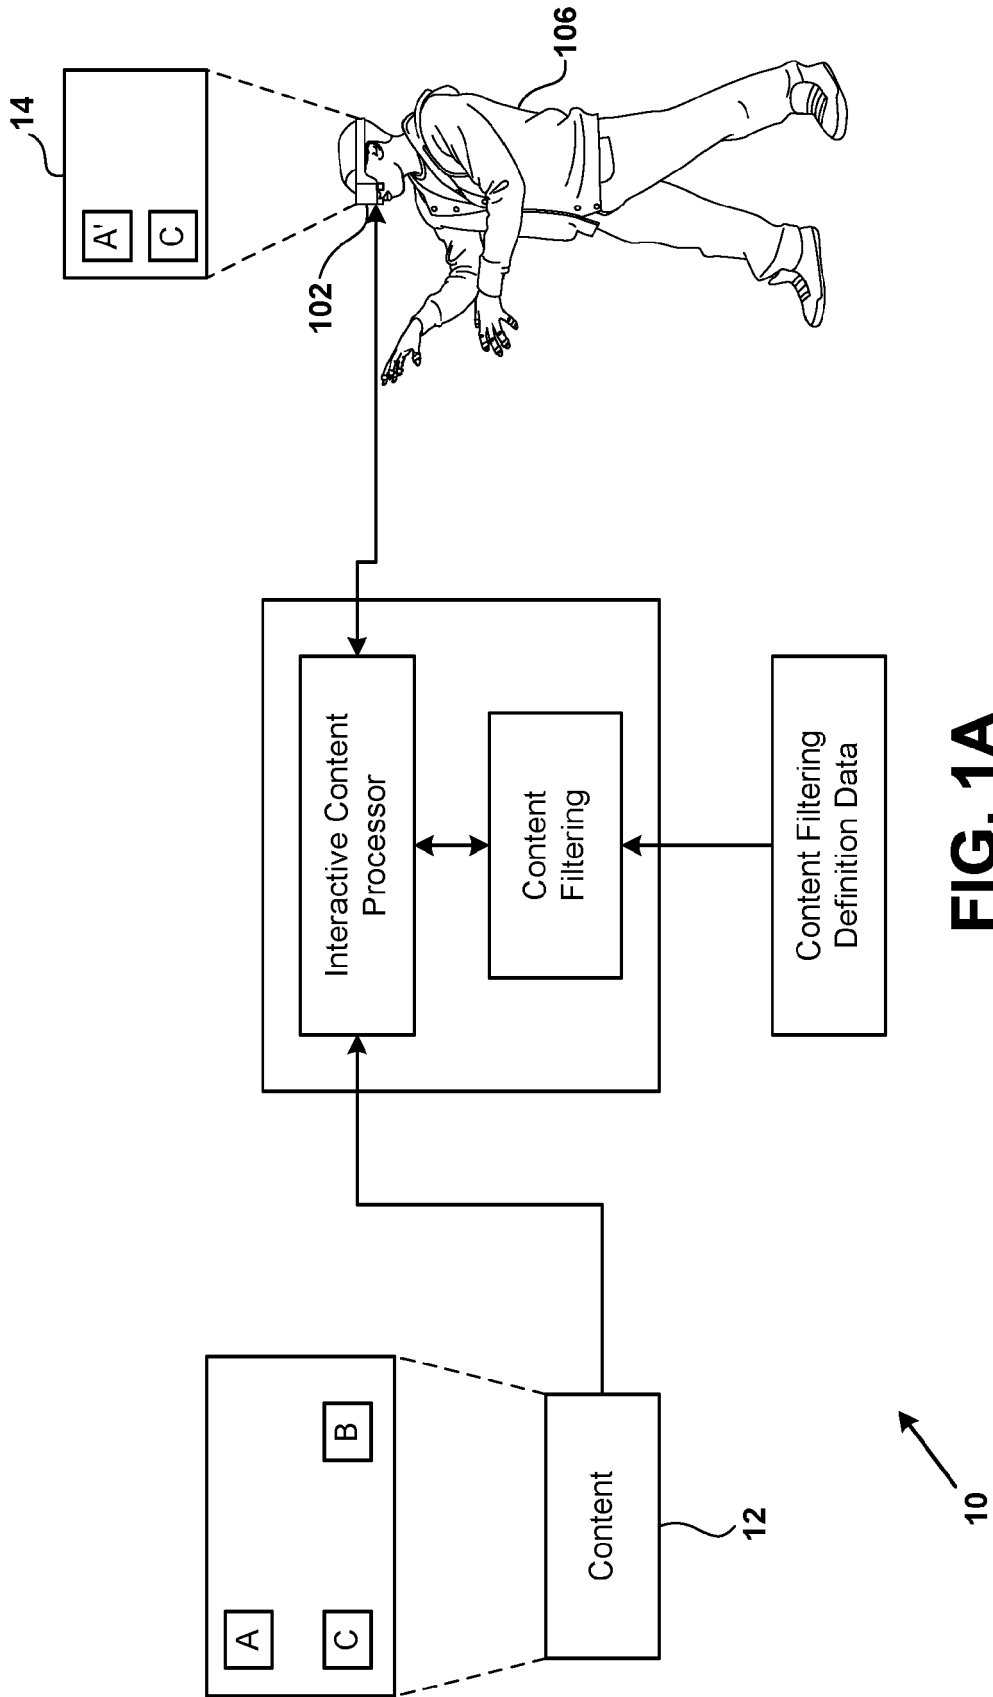 A
C
B
Content
12
10
Interactive Content
Processor
Content
Filtering
Content Filtering
Definition Data
14
A'
C
102
106
FIG. 1A